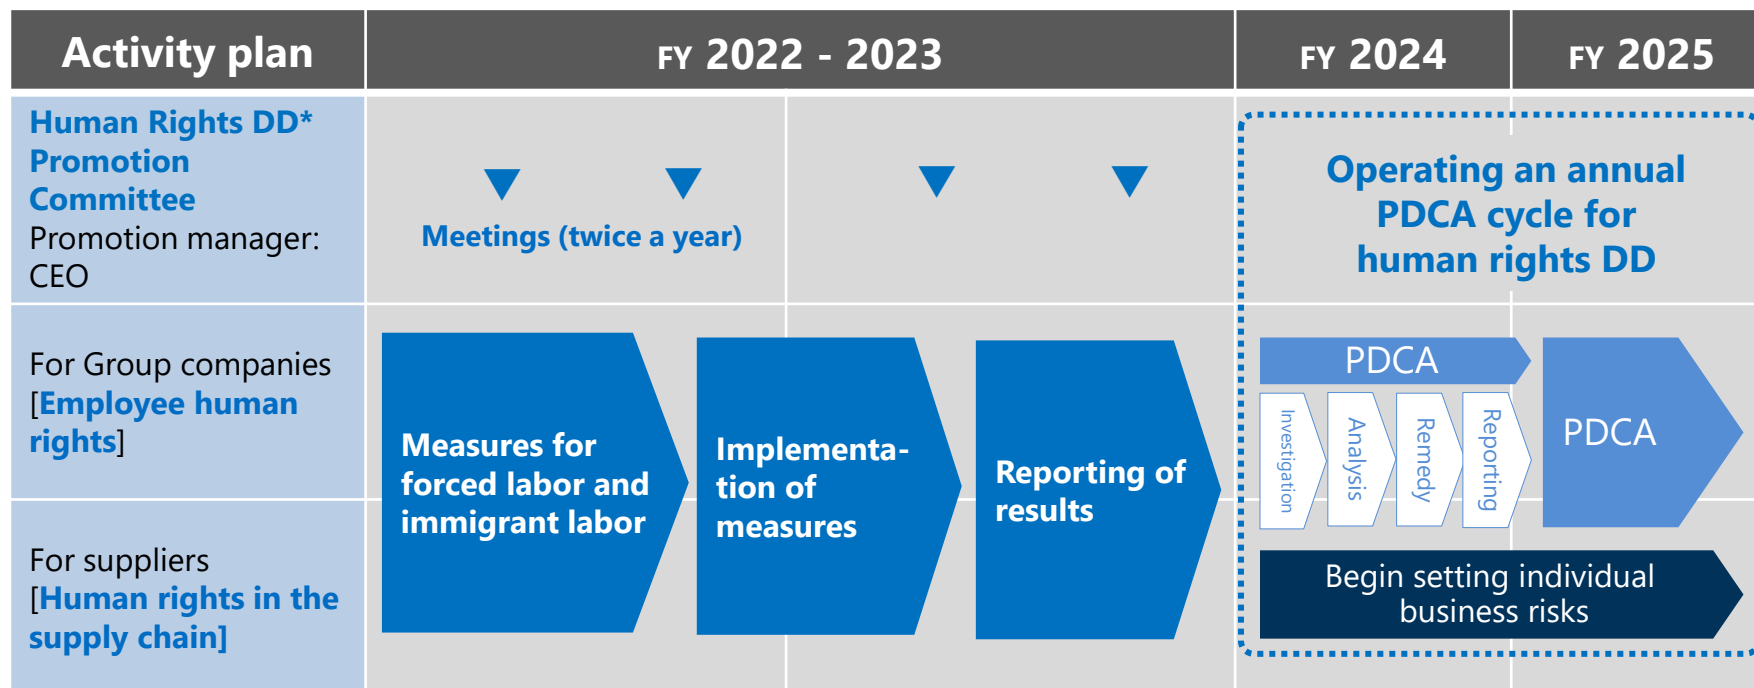 Activity plan
FY 2022 - 2023
FY 2024
FY 2025
Human Rights DD*
Promotion
Committee
Promotion manager:
CEO
Meetings (twice a year)
Operating an annual
PDCA cycle for
human rights DD
For Group companies
[Employee human
rights]
For suppliers
[Human rights in the
supply chain]
Measures for
forced labor and
immigrant labor
Implementa-
tion of
measures
Reporting of
results
PDCA
Investigation
Analysis
Remedy
Reporting
PDCA
Begin setting individual
business risks